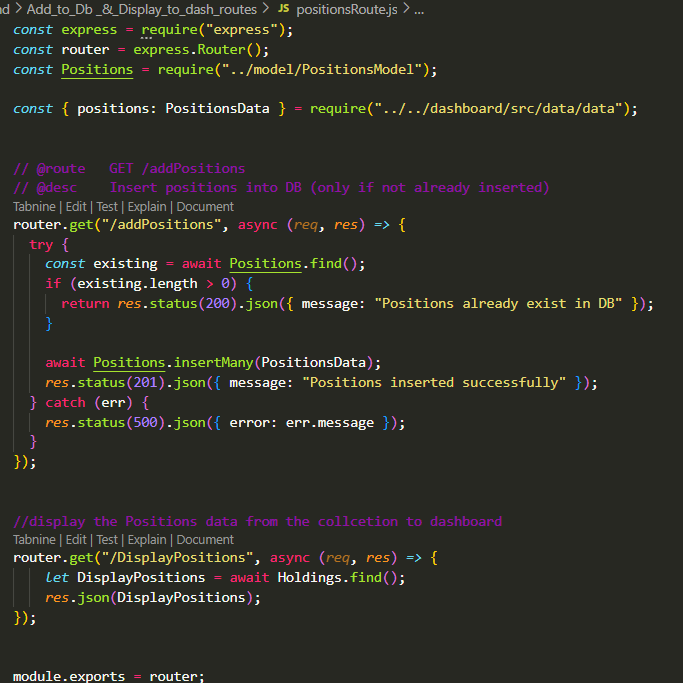 nd > Add_to_Db_&_Display_to_dash_routes > JS positionsRoute.js > ...
const express = require("express");
const router = express.Router();
const Positions = require("../model/PositionsModel");
const { positions: PositionsData } = require("../../dashboard/src/data/data");
// @route   GET /addPositions
// @desc    Insert positions into DB (only if not already inserted)
Tabnine | Edit | Test | Explain | Document
router.get("/addPositions", async (req, res) => {
  try {
    const existing = await Positions.find();
    if (existing.length > 0) {
      return res.status(200).json({ message: "Positions already exist in DB" });
    }
    await Positions.insertMany(PositionsData);
    res.status(201).json({ message: "Positions inserted successfully" });
  } catch (err) {
    res.status(500).json({ error: err.message });
  }
});
//display the Positions data from the collcetion to dashboard
Tabnine | Edit | Test | Explain | Document
router.get("/DisplayPositions", async (req, res) => {
    let DisplayPositions = await Holdings.find();
    res.json(DisplayPositions);
});
module.exports = router;